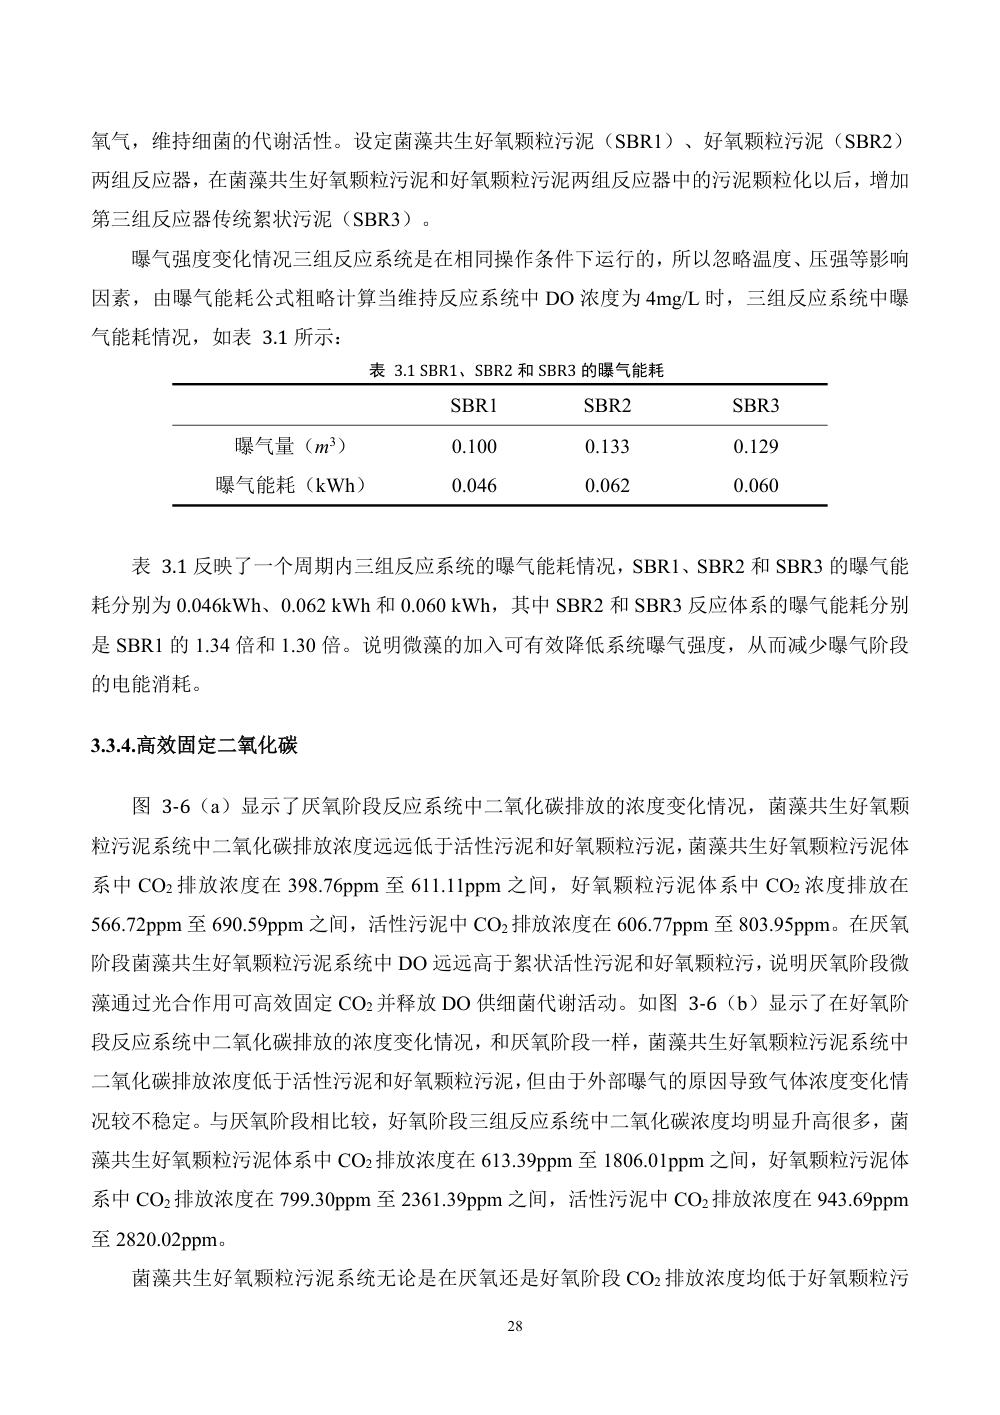 氧气，维持细菌的代谢活性。设定菌藻共生好氧颗粒污泥（SBR1）、好氧颗粒污泥（SBR2）
两组反应器，在菌藻共生好氧颗粒污泥和好氧颗粒污泥两组反应器中的污泥颗粒化以后，增加
第三组反应器传统絮状污泥（SBR3）。
曝气强度变化情况三组反应系统是在相同操作条件下运行的，所以忽略温度、压强等影响
因素，由曝气能耗公式粗略计算当维持反应系统中 DO 浓度为 4mg/L 时，三组反应系统中曝
气能耗情况，如表 3.1 所示：
表 3.1 SBR1、SBR2 和 SBR3 的曝气能耗
SBR1 SBR2 SBR3
曝气量（m³） 0.100 0.133 0.129
曝气能耗（kWh） 0.046 0.062 0.060
表 3.1 反映了一个周期内三组反应系统的曝气能耗情况，SBR1、SBR2 和 SBR3 的曝气能
耗分别为 0.046kWh、0.062 kWh 和 0.060 kWh，其中 SBR2 和 SBR3 反应体系的曝气能耗分别
是 SBR1 的 1.34 倍和 1.30 倍。说明微藻的加入可有效降低系统曝气强度，从而减少曝气阶段
的电能消耗。
3.3.4.高效固定二氧化碳
图 3-6（a）显示了厌氧阶段反应系统中二氧化碳排放的浓度变化情况，菌藻共生好氧颗
粒污泥系统中二氧化碳排放浓度远远低于活性污泥和好氧颗粒污泥，菌藻共生好氧颗粒污泥体
系中 CO₂ 排放浓度在 398.76ppm 至 611.11ppm 之间，好氧颗粒污泥体系中 CO₂ 浓度排放在
566.72ppm 至 690.59ppm 之间，活性污泥中 CO₂ 排放浓度在 606.77ppm 至 803.95ppm。在厌氧
阶段菌藻共生好氧颗粒污泥系统中 DO 远远高于絮状活性污泥和好氧颗粒污，说明厌氧阶段微
藻通过光合作用可高效固定 CO₂ 并释放 DO 供细菌代谢活动。如图 3-6（b）显示了在好氧阶
段反应系统中二氧化碳排放的浓度变化情况，和厌氧阶段一样，菌藻共生好氧颗粒污泥系统中
二氧化碳排放浓度低于活性污泥和好氧颗粒污泥，但由于外部曝气的原因导致气体浓度变化情
况较不稳定。与厌氧阶段相比较，好氧阶段三组反应系统中二氧化碳浓度均明显升高很多，菌
藻共生好氧颗粒污泥体系中 CO₂ 排放浓度在 613.39ppm 至 1806.01ppm 之间，好氧颗粒污泥体
系中 CO₂ 排放浓度在 799.30ppm 至 2361.39ppm 之间，活性污泥中 CO₂ 排放浓度在 943.69ppm
至 2820.02ppm。
菌藻共生好氧颗粒污泥系统无论是在厌氧还是好氧阶段 CO₂ 排放浓度均低于好氧颗粒污
28